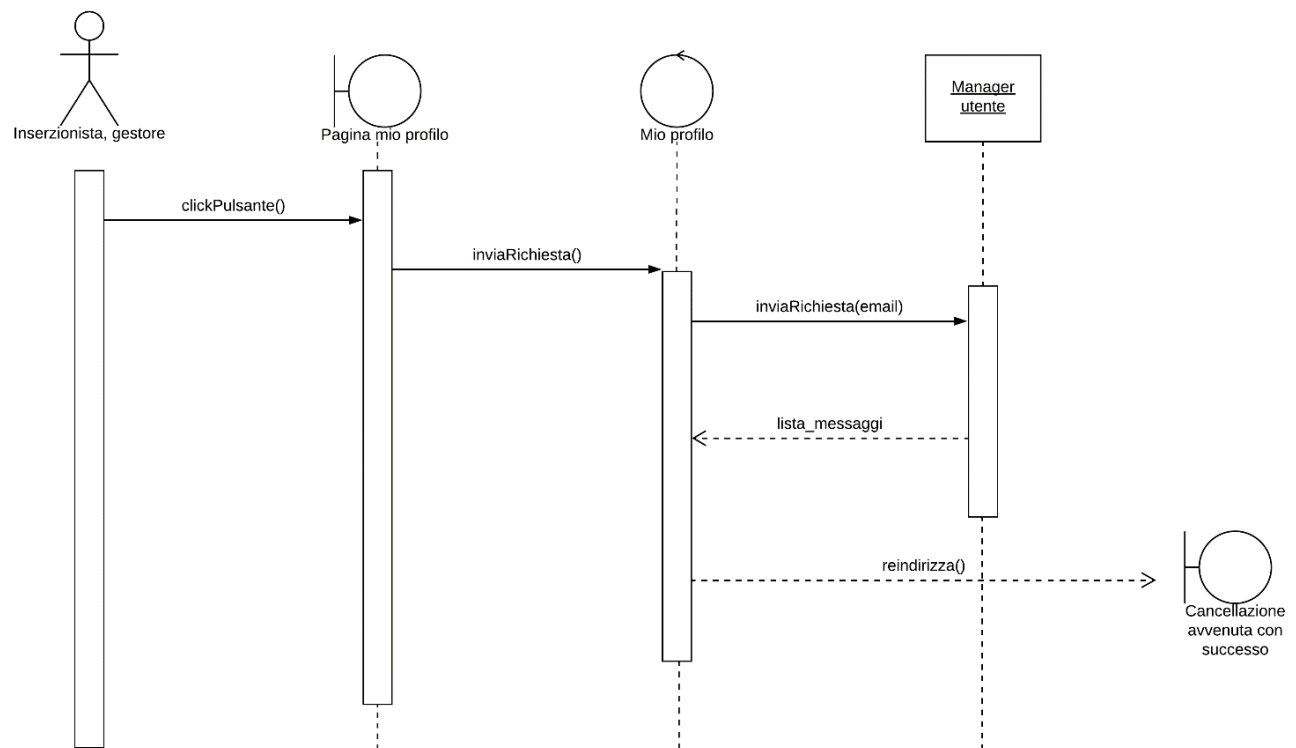 Inserzionista, gestore
Pagina mio profilo
Mio profilo
Manager
utente
clickPulsante()
inviaRichiesta()
inviaRichiesta(email)
lista_messaggi
reindirizza()
Cancellazione
avvenuta con
successo